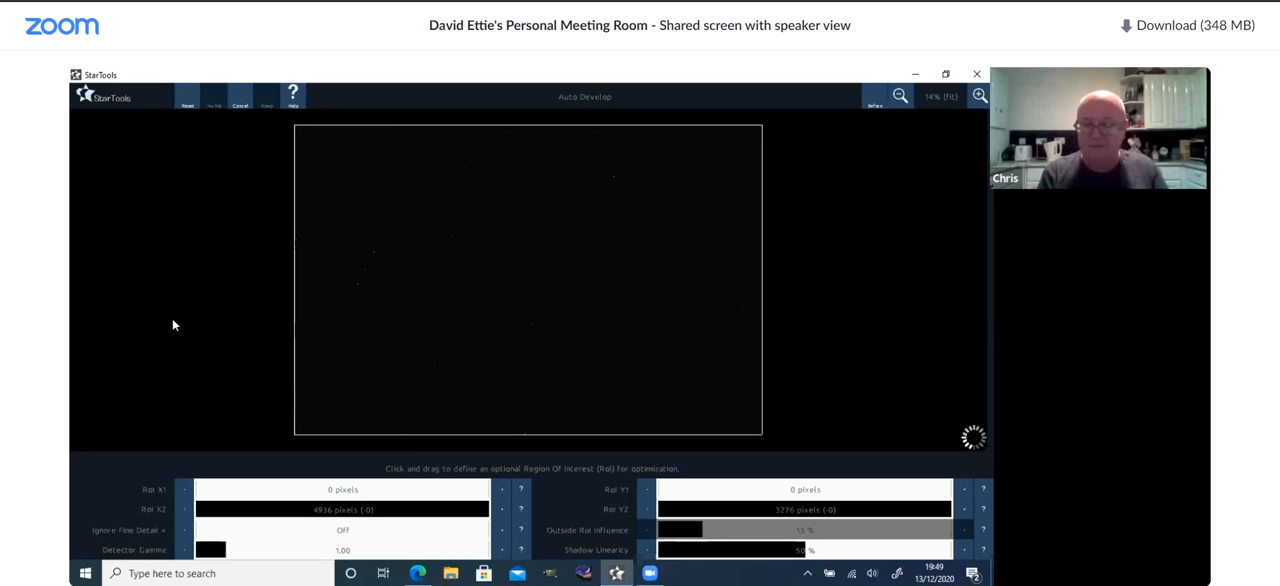 zoom
David Ettie's Personal Meeting Room - Shared screen with speaker view
Download (348 MB)
StarTools
StarTools
Reset
Cancel
Keep
Help
Auto Develop
Before
14% (fit)
Chris
Click and drag to define an optional Region Of Interest (RoI) for optimization.
RoI X1 - 0 pixels ?
RoI Y1 - 0 pixels ?
RoI X2 - 4936 pixels (-0) ?
RoI Y2 - 3276 pixels (-0) ?
Ignore Fine Detail < - Off ?
Outside RoI Influence - 15 % ?
Detector Gamma - 1.00 ?
Shadow Linearity - 50 % ?
Type here to search
19:49
13/12/2020
2